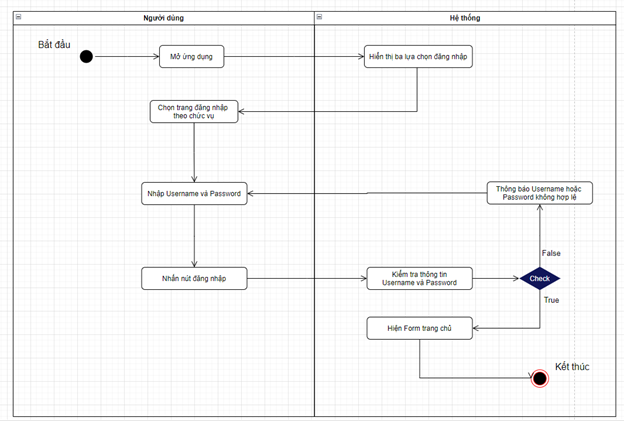 Người dùng
Hệ thống
Bắt đầu
Mở ứng dụng
Hiển thị ba lựa chọn đăng nhập
Chọn trang đăng nhập
theo chức vụ
Nhập Username và Password
Thông báo Username hoặc
Password không hợp lệ
False
Nhấn nút đăng nhập
Kiểm tra thông tin
Username và Password
Check
True
Hiện Form trang chủ
Kết thúc